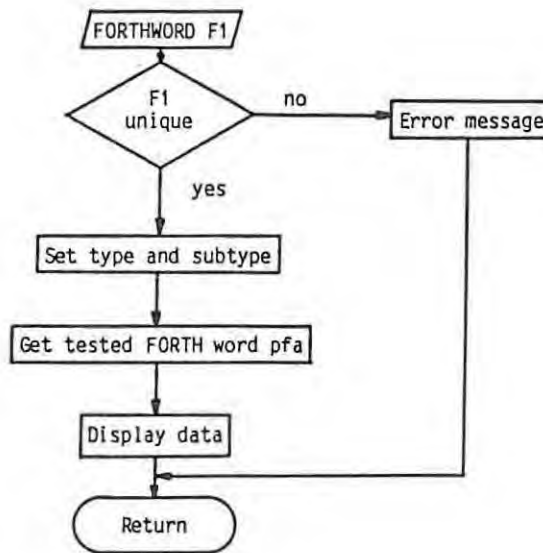 FORTHWORD F1
F1
unique
no
Error message
yes
Set type and subtype
Get tested FORTH word pfa
Display data
Return